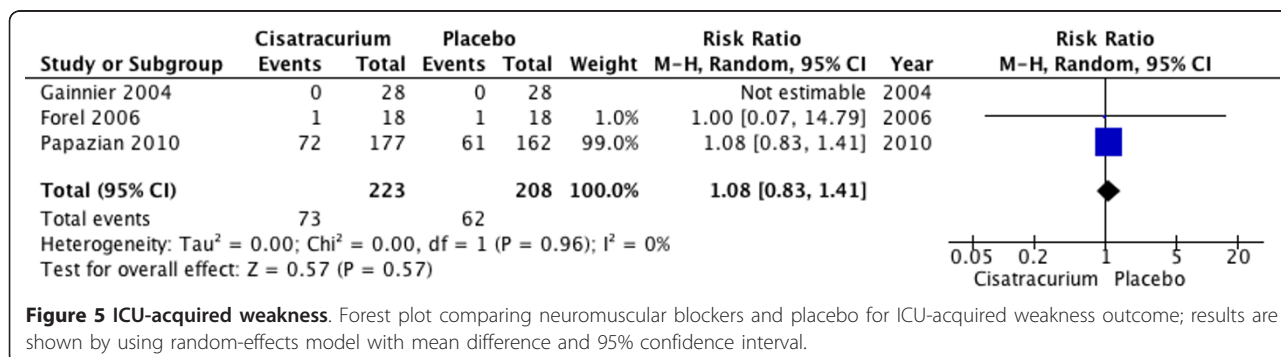 Cisatracurium Placebo Risk Ratio Risk Ratio
Study or Subgroup Events Total Events Total Weight M-H, Random, 95% CI Year M-H, Random, 95% CI
Gainnier 2004 0 28 0 28 Not estimable 2004
Forel 2006 1 18 1 18 1.0% 1.00 [0.07, 14.79] 2006
Papazian 2010 72 177 61 162 99.0% 1.08 [0.83, 1.41] 2010
Total (95% CI) 223 208 100.0% 1.08 [0.83, 1.41]
Total events 73 62
Heterogeneity: Tau² = 0.00; Chi² = 0.00, df = 1 (P = 0.96); I² = 0%
Test for overall effect: Z = 0.57 (P = 0.57)
0.05 0.2 1 5 20
Cisatracurium Placebo
Figure 5 ICU-acquired weakness. Forest plot comparing neuromuscular blockers and placebo for ICU-acquired weakness outcome; results are
shown by using random-effects model with mean difference and 95% confidence interval.